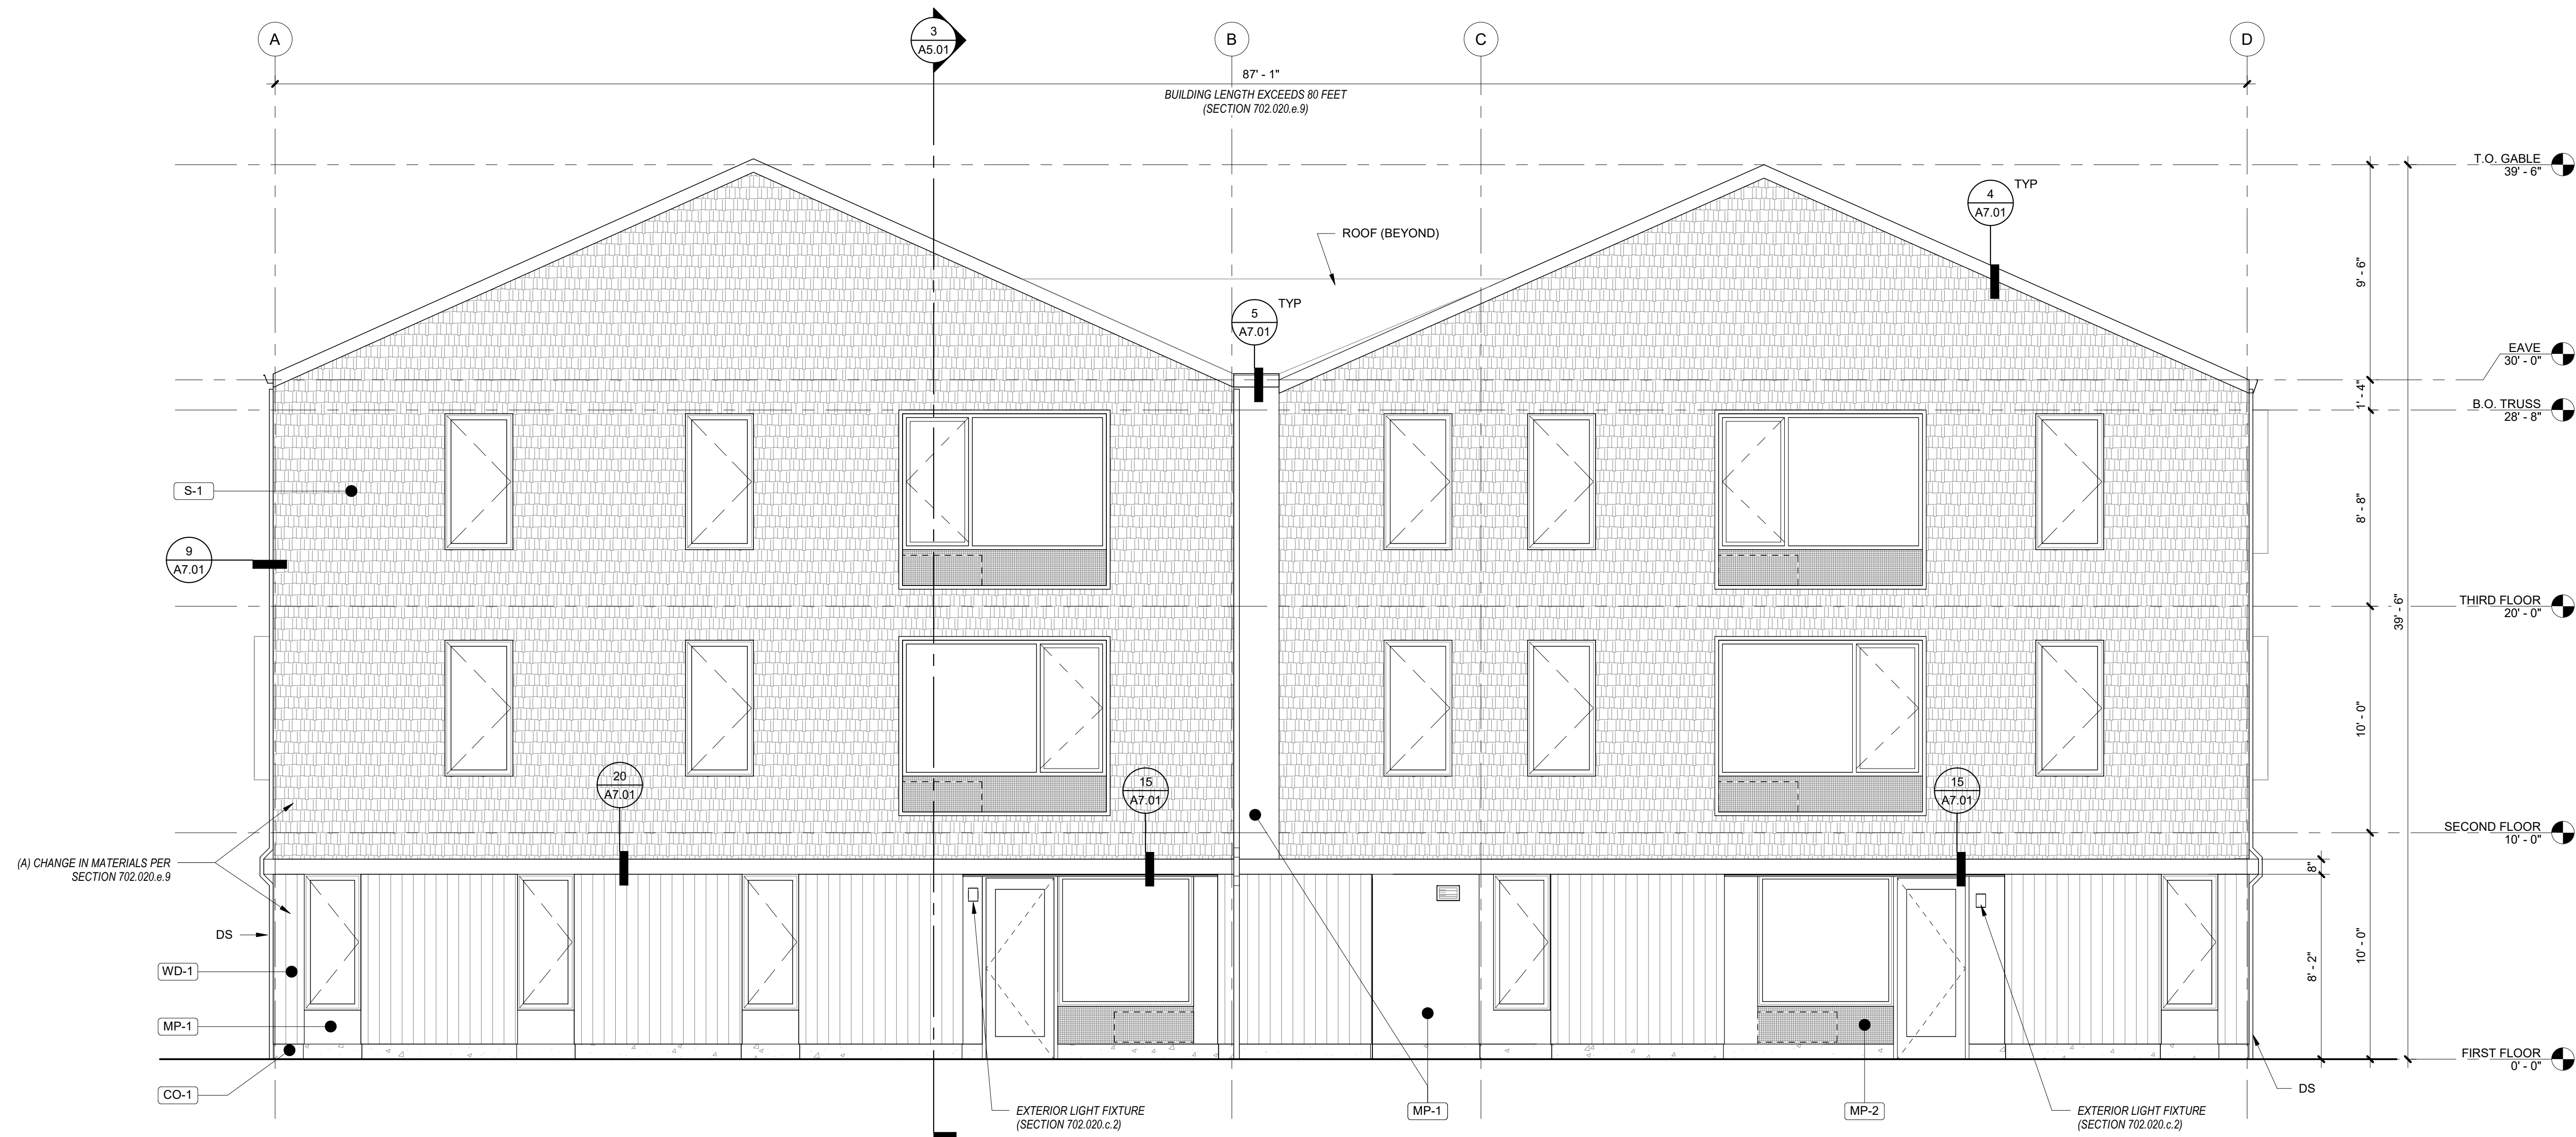 A
3
A5.01
B
C
D
87' - 1"
BUILDING LENGTH EXCEEDS 80 FEET
(SECTION 702.020.e.9)
T.O. GABLE
39' - 6"
4
A7.01
TYP
ROOF (BEYOND)
9' - 6"
5
A7.01
TYP
EAVE
30' - 0"
1' - 4"
B.O. TRUSS
28' - 8"
S-1
8' - 8"
9
A7.01
THIRD FLOOR
20' - 0"
39' - 6"
10' - 0"
20
A7.01
15
A7.01
15
A7.01
SECOND FLOOR
10' - 0"
(A) CHANGE IN MATERIALS PER
SECTION 702.020.e.9
8"
DS
10' - 0"
8' - 2"
WD-1
MP-1
CO-1
FIRST FLOOR
0' - 0"
DS
EXTERIOR LIGHT FIXTURE
(SECTION 702.020.c.2)
MP-1
MP-2
EXTERIOR LIGHT FIXTURE
(SECTION 702.020.c.2)